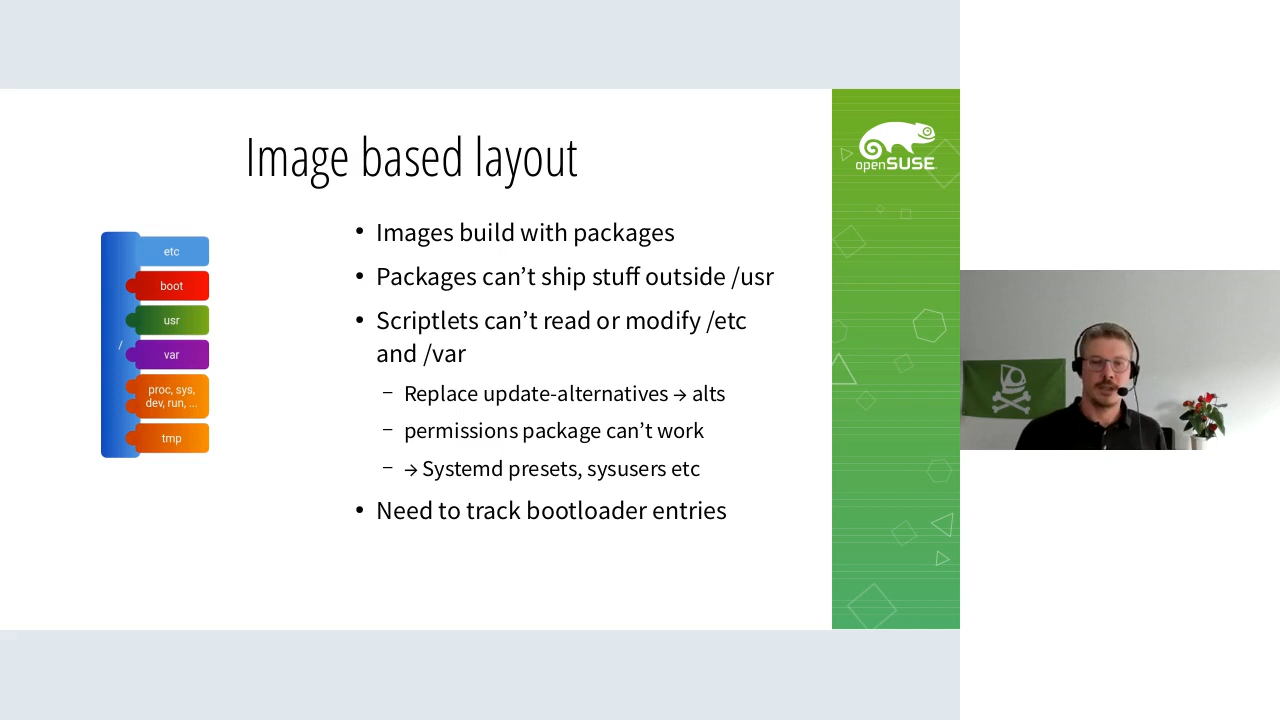 Image based layout
openSUSE
etc
boot
usr
/
var
proc, sys,
dev, run, ...
tmp
• Images build with packages
• Packages can’t ship stuff outside /usr
• Scriptlets can’t read or modify /etc
and /var
– Replace update-alternatives → alts
– permissions package can’t work
– → Systemd presets, sysusers etc
• Need to track bootloader entries